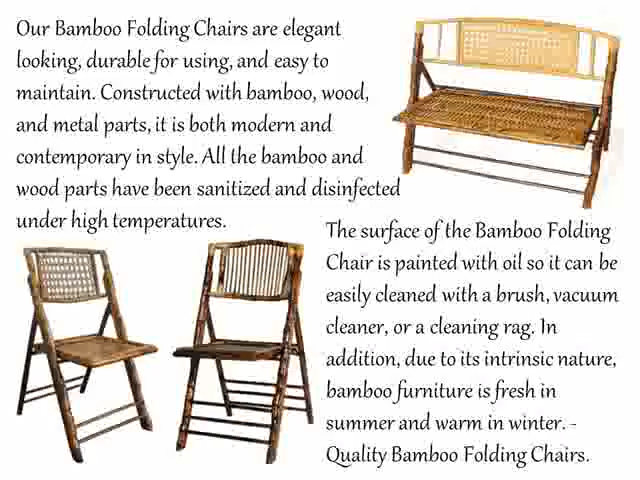 Our Bamboo Folding Chairs are elegant
looking, durable for using, and easy to
maintain. Constructed with bamboo, wood,
and metal parts, it is both modern and
contemporary in style. All the bamboo and
wood parts have been sanitized and disinfected
under high temperatures.
The surface of the Bamboo Folding
Chair is painted with oil so it can be
easily cleaned with a brush, vacuum
cleaner, or a cleaning rag. In
addition, due to its intrinsic nature,
bamboo furniture is fresh in
summer and warm in winter. -
Quality Bamboo Folding Chairs.